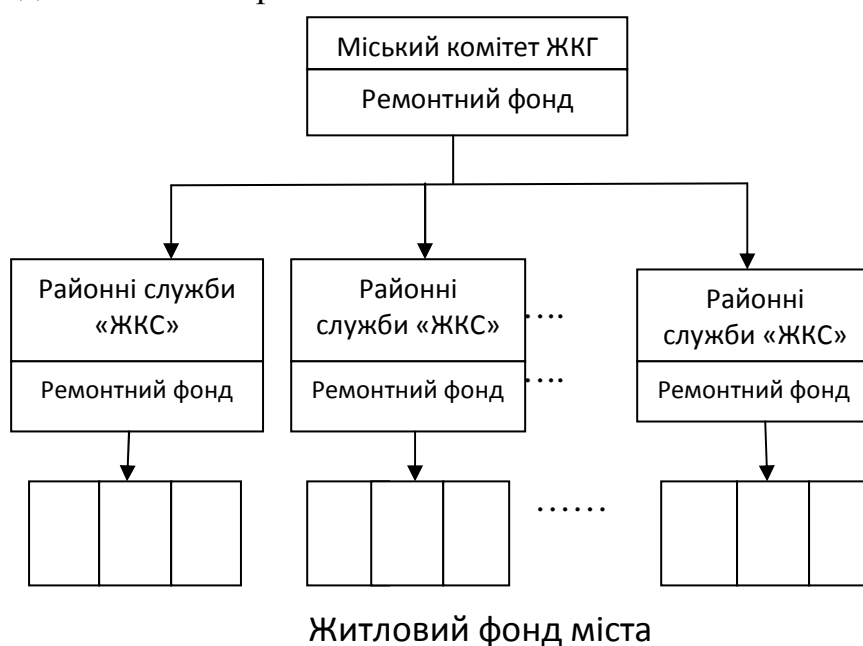 Міський комітет ЖКГ
Ремонтний фонд
Районні служби
«ЖКС»
Ремонтний фонд
Районні
служби «ЖКС»
Ремонтний фонд
....
....
Районні
служби «ЖКС»
Ремонтний фонд
......
Житловий фонд міста